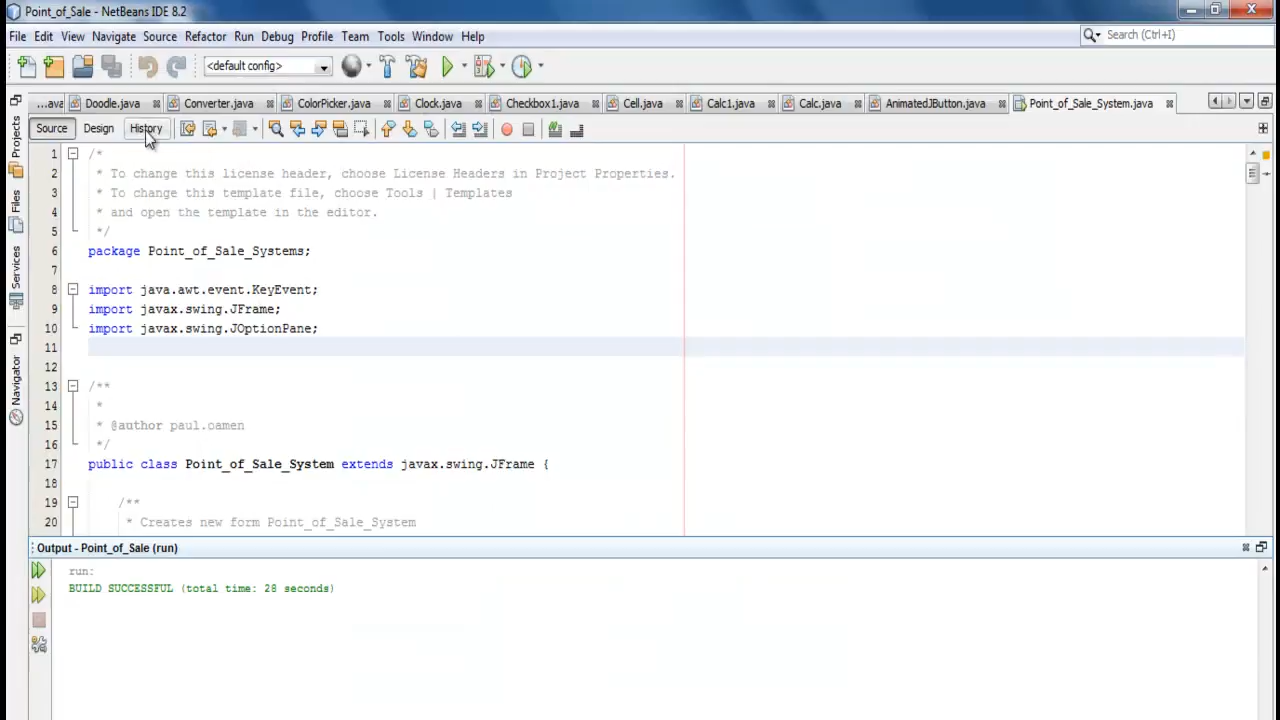 Point_of_Sale - NetBeans IDE 8.2
File Edit View Navigate Source Refactor Run Debug Profile Team Tools Window Help
Search (Ctrl+I)
<default config>
...ava Doodle.java Converter.java ColorPicker.java Clock.java Checkbox1.java Cell.java Calc1.java Calc.java AnimatedJButton.java Point_of_Sale_System.java
Source Design History
Projects
Files
Services
Navigator
1 /*
2 * To change this license header, choose License Headers in Project Properties.
3 * To change this template file, choose Tools | Templates
4 * and open the template in the editor.
5 */
6 package Point_of_Sale_Systems;
7
8 import java.awt.event.KeyEvent;
9 import javax.swing.JFrame;
10 import javax.swing.JOptionPane;
11
12
13 /**
14 *
15 * @author paul.oamen
16 */
17 public class Point_of_Sale_System extends javax.swing.JFrame {
18
19 /**
20 * Creates new form Point_of_Sale_System
Output - Point_of_Sale (run)
run:
BUILD SUCCESSFUL (total time: 28 seconds)